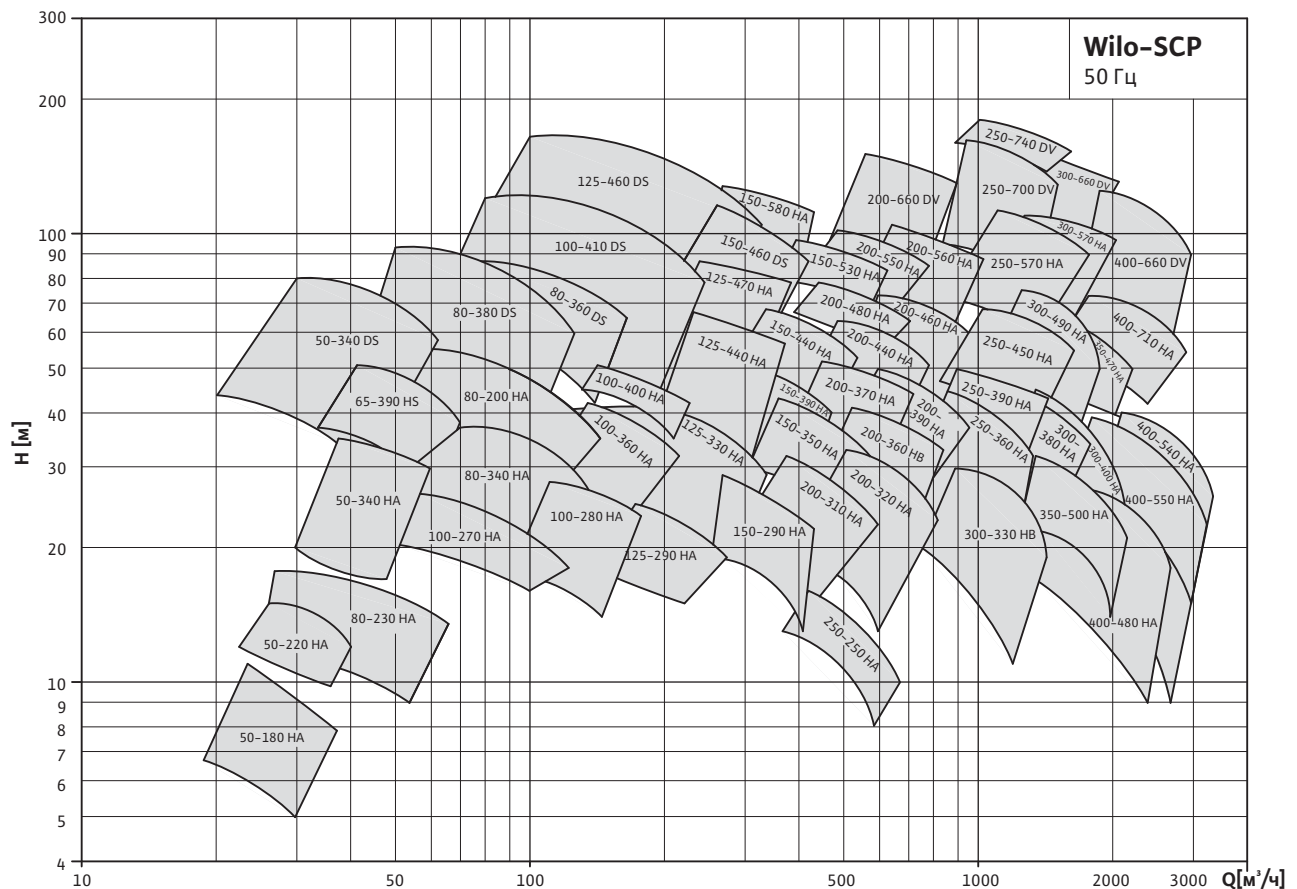 Wilo-SCP
50 Гц
H [м]
300
200
100
90
80
70
60
50
40
30
20
10
9
8
7
6
5
4
250-740 DV
125-460 DS
300-660 DV
250-700 DV
150-580 HA
200-660 DV
100-410 DS
150-460 DS
200-550 HA
200-560 HA
300-570 HA
150-530 HA
250-570 HA
400-660 DV
125-470 HA
80-360 DS
80-380 DS
200-480 HA
200-460 HA
300-490 HA
400-710 HA
50-340 DS
125-440 HA
150-440 HA
200-440 HA
250-450 HA
350-470 HA
100-400 HA
65-390 HS
80-200 HA
150-390 HA
200-370 HA
200-
390 HA
250-390 HA
100-360 HA
125-330 HA
150-350 HA
200-360 HB
250-360 HA
300-
380 HA
300-400 HA
400-540 HA
50-340 HA
80-340 HA
200-310 HA
200-320 HA
400-550 HA
100-270 HA
100-280 HA
125-290 HA
150-290 HA
300-330 HB
350-500 HA
50-220 HA
80-230 HA
250-250 HA
400-480 HA
50-180 HA
10
50
100
500
1000
2000
3000
Q[м³/ч]